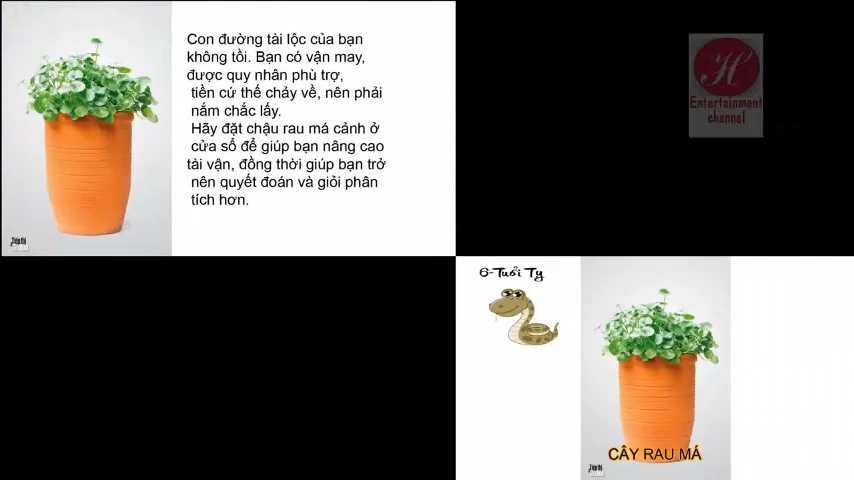 Con đường tài lộc của bạn
không tồi. Bạn có vận may,
được quy nhân phù trợ,
tiền cứ thế chảy về, nên phải
nắm chắc lấy.
Hãy đặt chậu rau má cảnh ở
cửa sổ để giúp bạn nâng cao
tài vận, đồng thời giúp bạn trở
nên quyết đoán và giỏi phân
tích hơn.
H
Entertainment
channel
6-Tuổi Tỵ
CÂY RAU MÁ